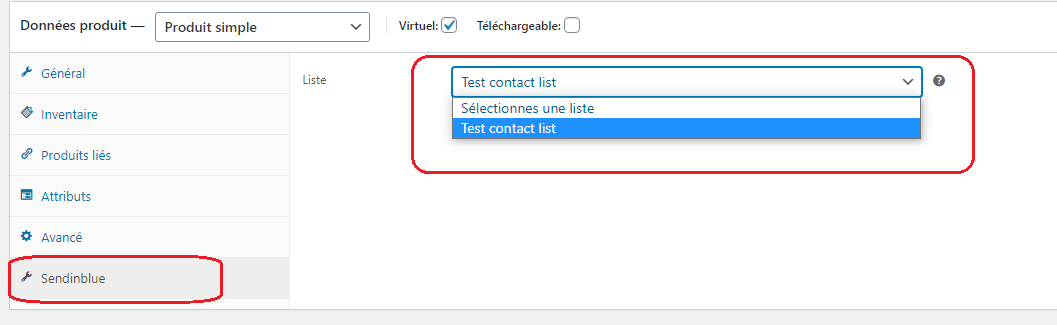 Données produit — Produit simple Virtuel: Téléchargeable:
Général
Liste
Test contact list
Sélectionnes une liste
Test contact list
Inventaire
Produits liés
Attributs
Avancé
Sendinblue